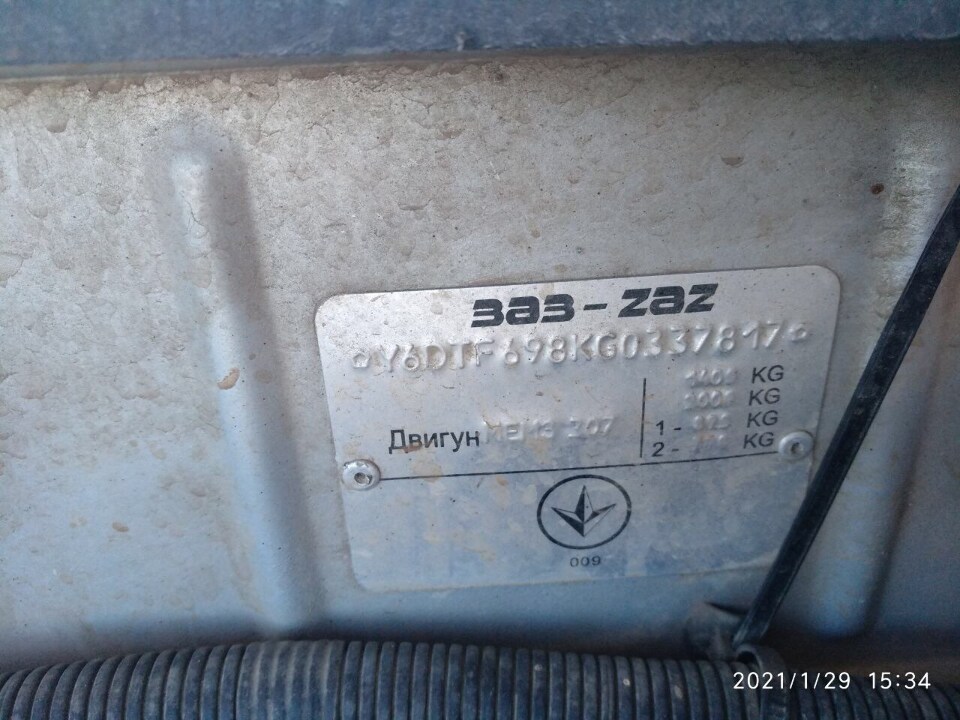 ЗАЗ - ZAZ
Y6DTF698KG0337817
KG
KG
Двигун 1 - KG
2 - KG
009
2021/1/29 15:34